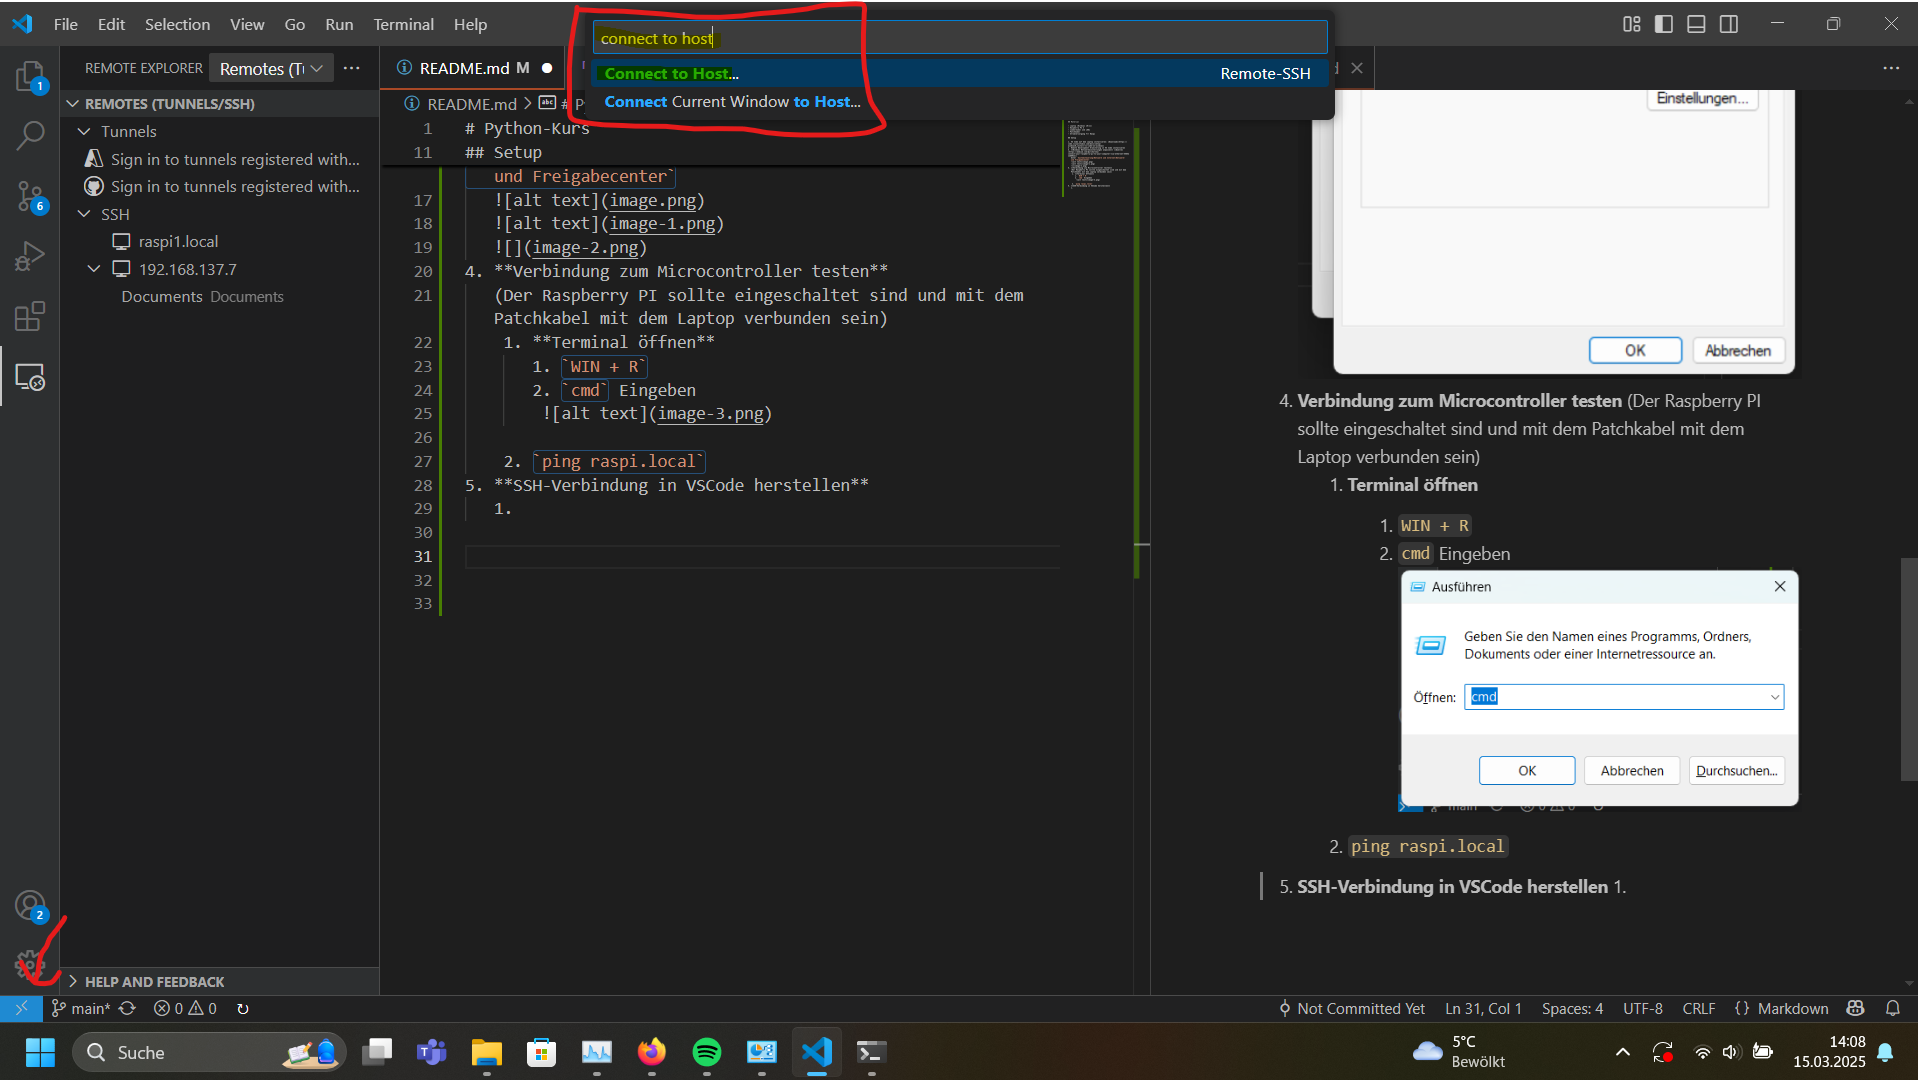 File Edit Selection View Go Run Terminal Help
connect to host
Connect to Host... Remote-SSH
Connect Current Window to Host...
REMOTE EXPLORER Remotes (Tu
README.md M
REMOTES (TUNNELS/SSH)
Tunnels
Sign in to tunnels registered with...
Sign in to tunnels registered with...
SSH
raspi1.local
192.168.137.7
Documents Documents
HELP AND FEEDBACK
1
2
6
README.md > abc #
1 # Python-Kurs
11 ## Setup
und Freigabecenter`
17 ![alt text](image.png)
18 ![alt text](image-1.png)
19 ![](image-2.png)
20 4. **Verbindung zum Microcontroller testen**
21 (Der Raspberry PI sollte eingeschaltet sind und mit dem
Patchkabel mit dem Laptop verbunden sein)
22 1. **Terminal öffnen**
23 1. `WIN + R`
24 2. `cmd` Eingeben
25 ![alt text](image-3.png)
26
27 2. `ping raspi.local`
28 5. **SSH-Verbindung in VSCode herstellen**
29 1.
30
31
32
33
Einstellungen...
OK Abbrechen
4. Verbindung zum Microcontroller testen (Der Raspberry PI
sollte eingeschaltet sind und mit dem Patchkabel mit dem
Laptop verbunden sein)
1. Terminal öffnen
1. WIN + R
2. cmd Eingeben
Ausführen
Geben Sie den Namen eines Programms, Ordners,
Dokuments oder einer Internetressource an.
Öffnen: cmd
OK Abbrechen Durchsuchen...
2. ping raspi.local
5. SSH-Verbindung in VSCode herstellen 1.
main* 0 0 Not Committed Yet Ln 31, Col 1 Spaces: 4 UTF-8 CRLF {} Markdown
Suche
5°C
Bewölkt
14:08
15.03.2025